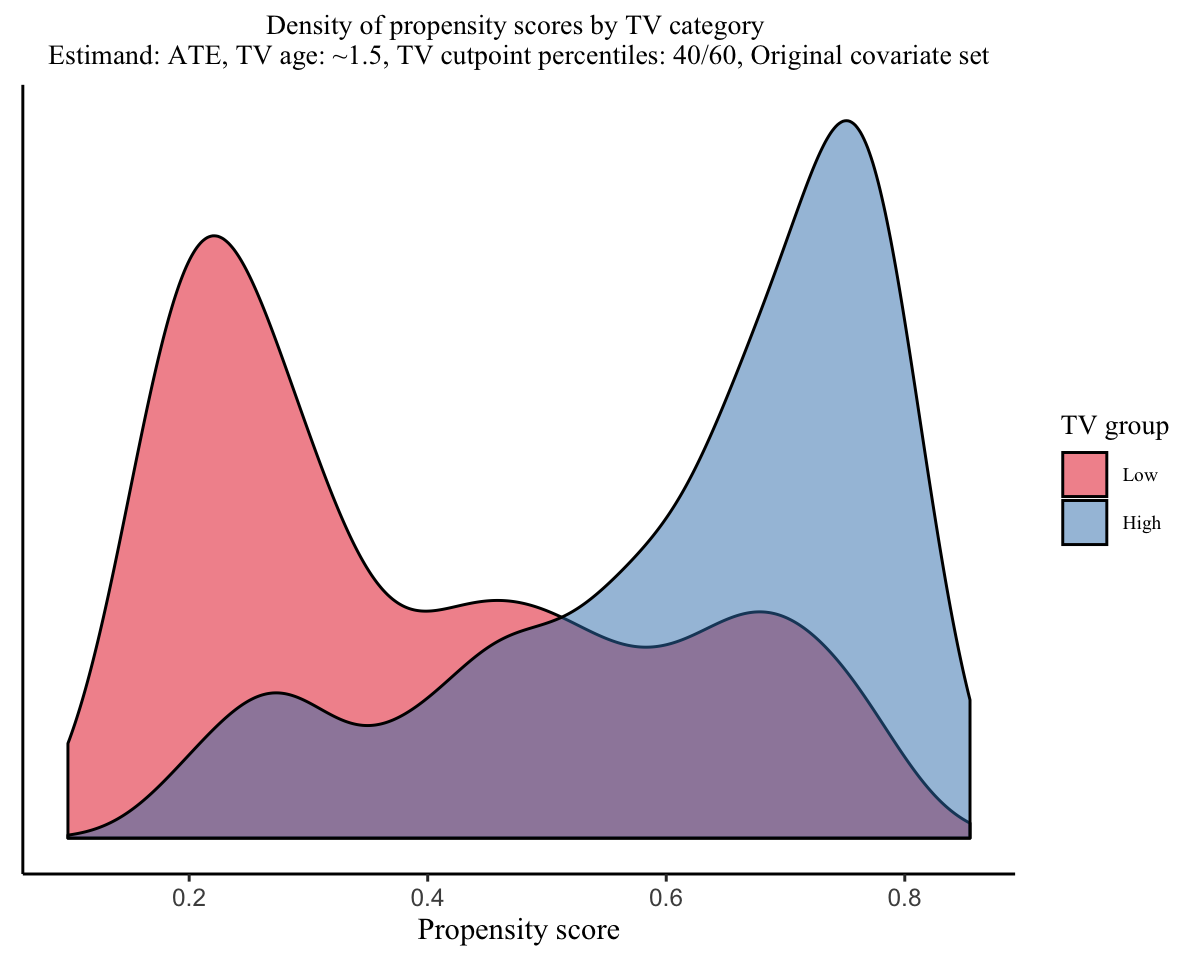 Density of propensity scores by TV category
Estimand: ATE, TV age: ~1.5, TV cutpoint percentiles: 40/60, Original covariate set
TV group
Low
High
0.2 0.4 0.6 0.8
Propensity score